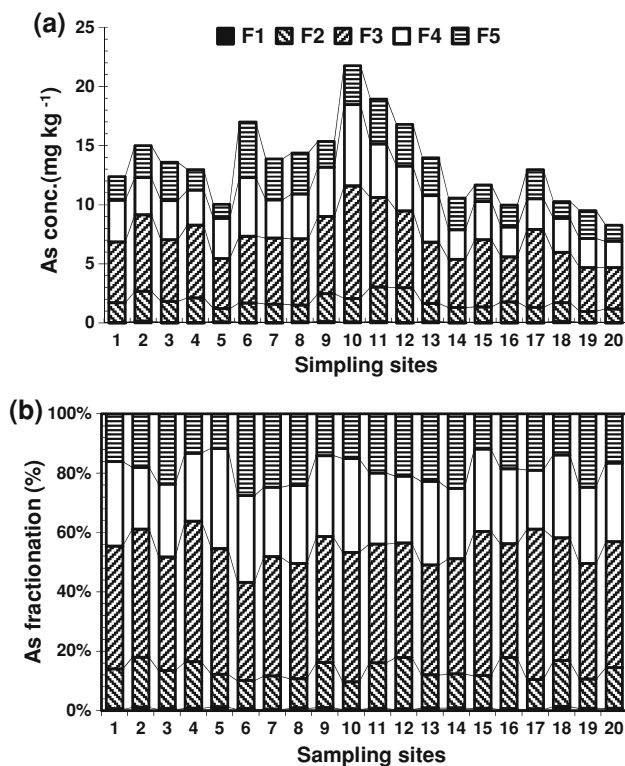 (a)
F1 F2 F3 F4 F5
As conc.(mg kg⁻¹)
25
20
15
10
5
0
1 2 3 4 5 6 7 8 9 10 11 12 13 14 15 16 17 18 19 20
Simpling sites
(b)
As fractionation (%)
100%
80%
60%
40%
20%
0%
1 2 3 4 5 6 7 8 9 10 11 12 13 14 15 16 17 18 19 20
Sampling sites